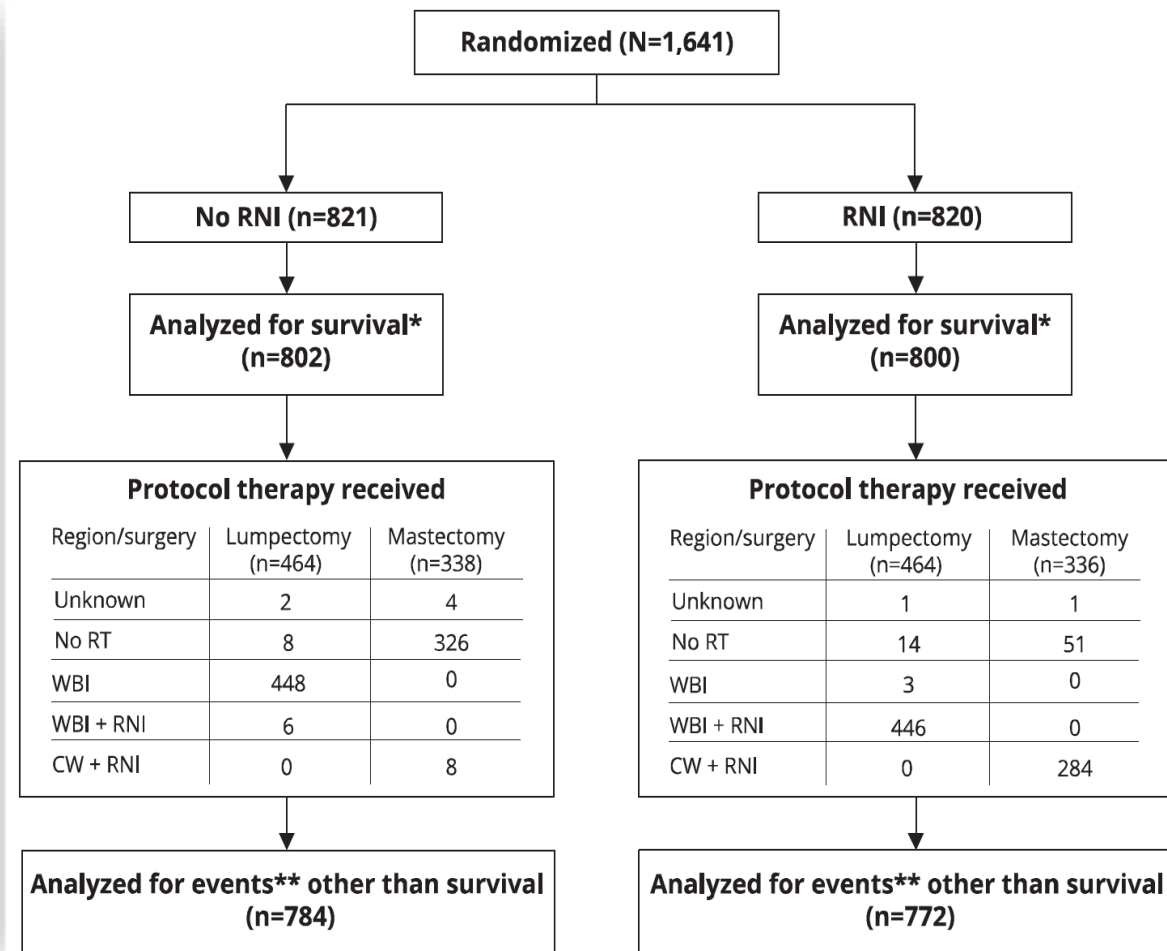 Randomized (N=1,641)
No RNI (n=821)
Analyzed for survival*
(n=802)
Protocol therapy received
Region/surgery Lumpectomy Mastectomy
(n=464) (n=338)
Unknown 2 4
No RT 8 326
WBI 448 0
WBI + RNI 6 0
CW + RNI 0 8
Analyzed for events** other than survival
(n=784)
RNI (n=820)
Analyzed for survival*
(n=800)
Protocol therapy received
Region/surgery Lumpectomy Mastectomy
(n=464) (n=336)
Unknown 1 1
No RT 14 51
WBI 3 0
WBI + RNI 446 0
CW + RNI 0 284
Analyzed for events** other than survival
(n=772)